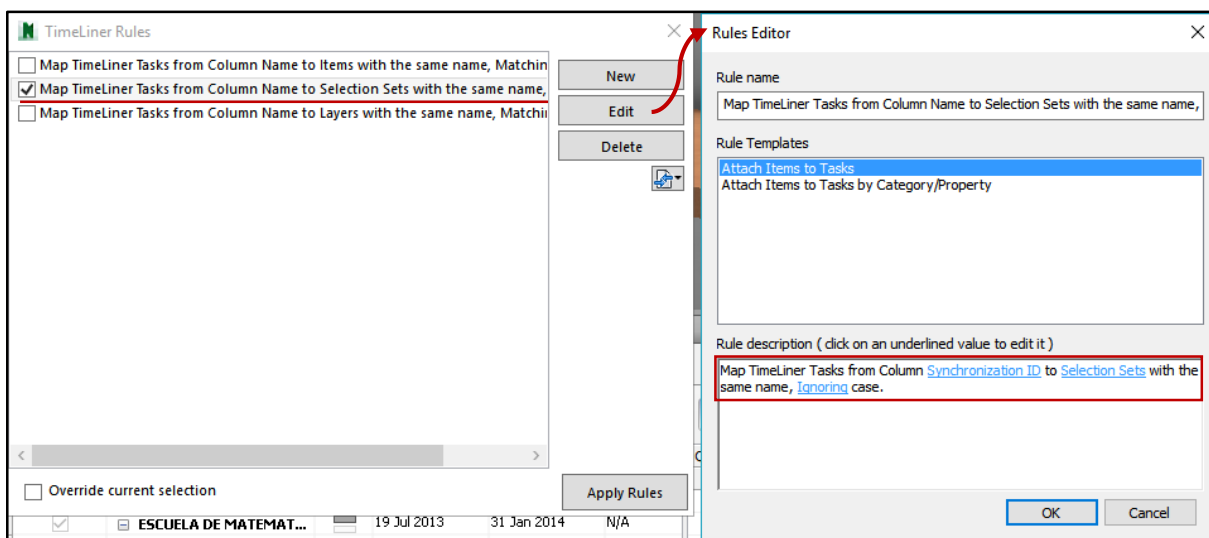 TimeLiner Rules
Map TimeLiner Tasks from Column Name to Items with the same name, Matchin
Map TimeLiner Tasks from Column Name to Selection Sets with the same name,
Map TimeLiner Tasks from Column Name to Layers with the same name, Matchi
New
Edit
Delete
Override current selection
Apply Rules
ESCUELA DE MATEMAT... 19 Jul 2013 31 Jan 2014 N/A
Rules Editor
Rule name
Map TimeLiner Tasks from Column Name to Selection Sets with the same name,
Rule Templates
Attach Items to Tasks
Attach Items to Tasks by Category/Property
Rule description ( click on an underlined value to edit it )
Map TimeLiner Tasks from Column Synchronization ID to Selection Sets with the
same name, Ignoring case.
OK
Cancel